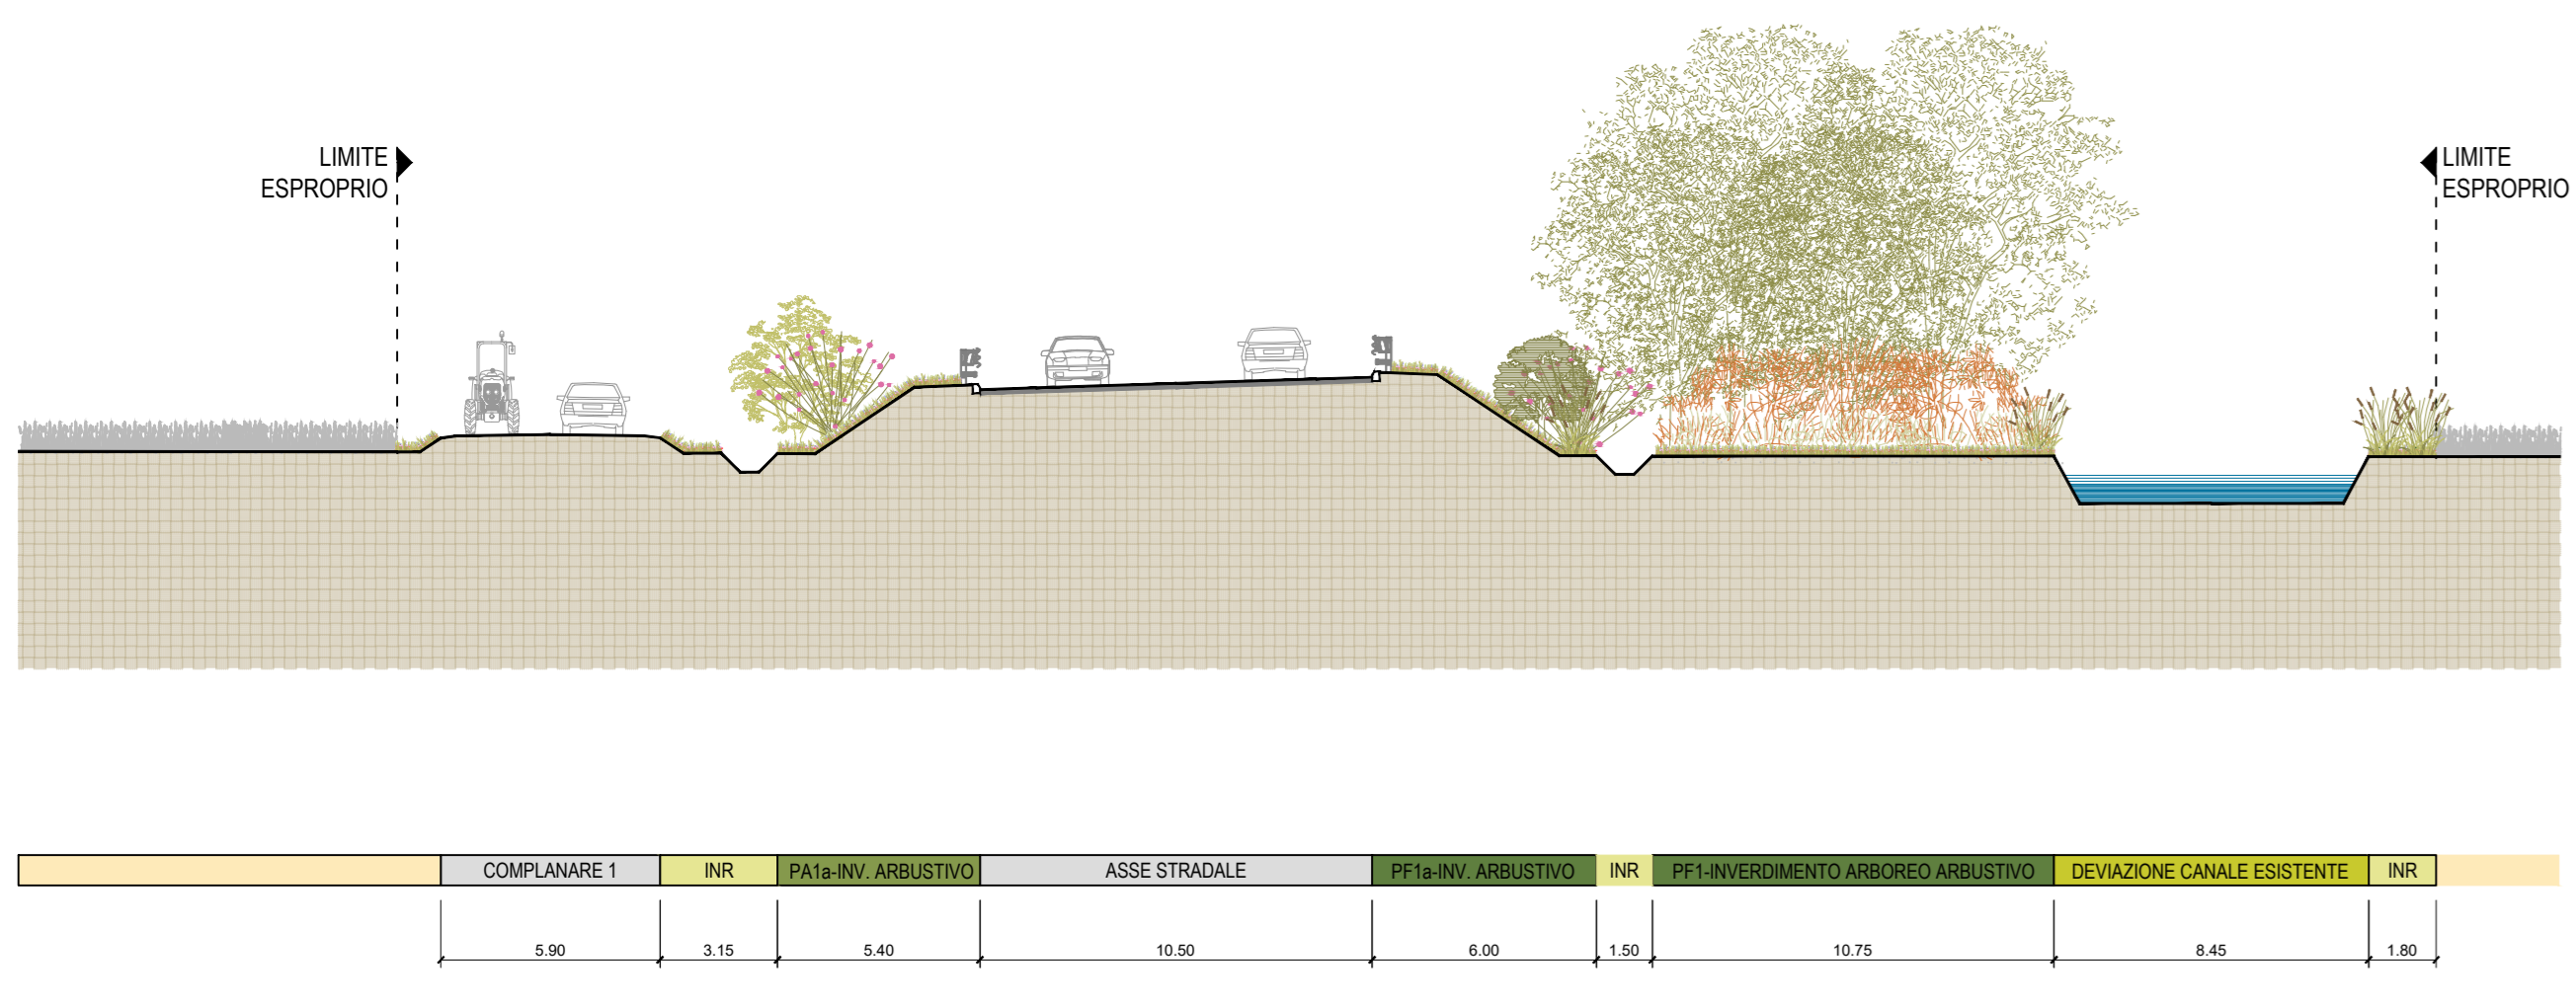 LIMITE
ESPROPRIO
LIMITE
ESPROPRIO
COMPLANARE 1
INR
PA1a-INV. ARBUSTIVO
ASSE STRADALE
PF1a-INV. ARBUSTIVO
INR
PF1-INVERDIMENTO ARBOREO ARBUSTIVO
DEVIAZIONE CANALE ESISTENTE
INR
5.90
3.15
5.40
10.50
6.00
1.50
10.75
8.45
1.80